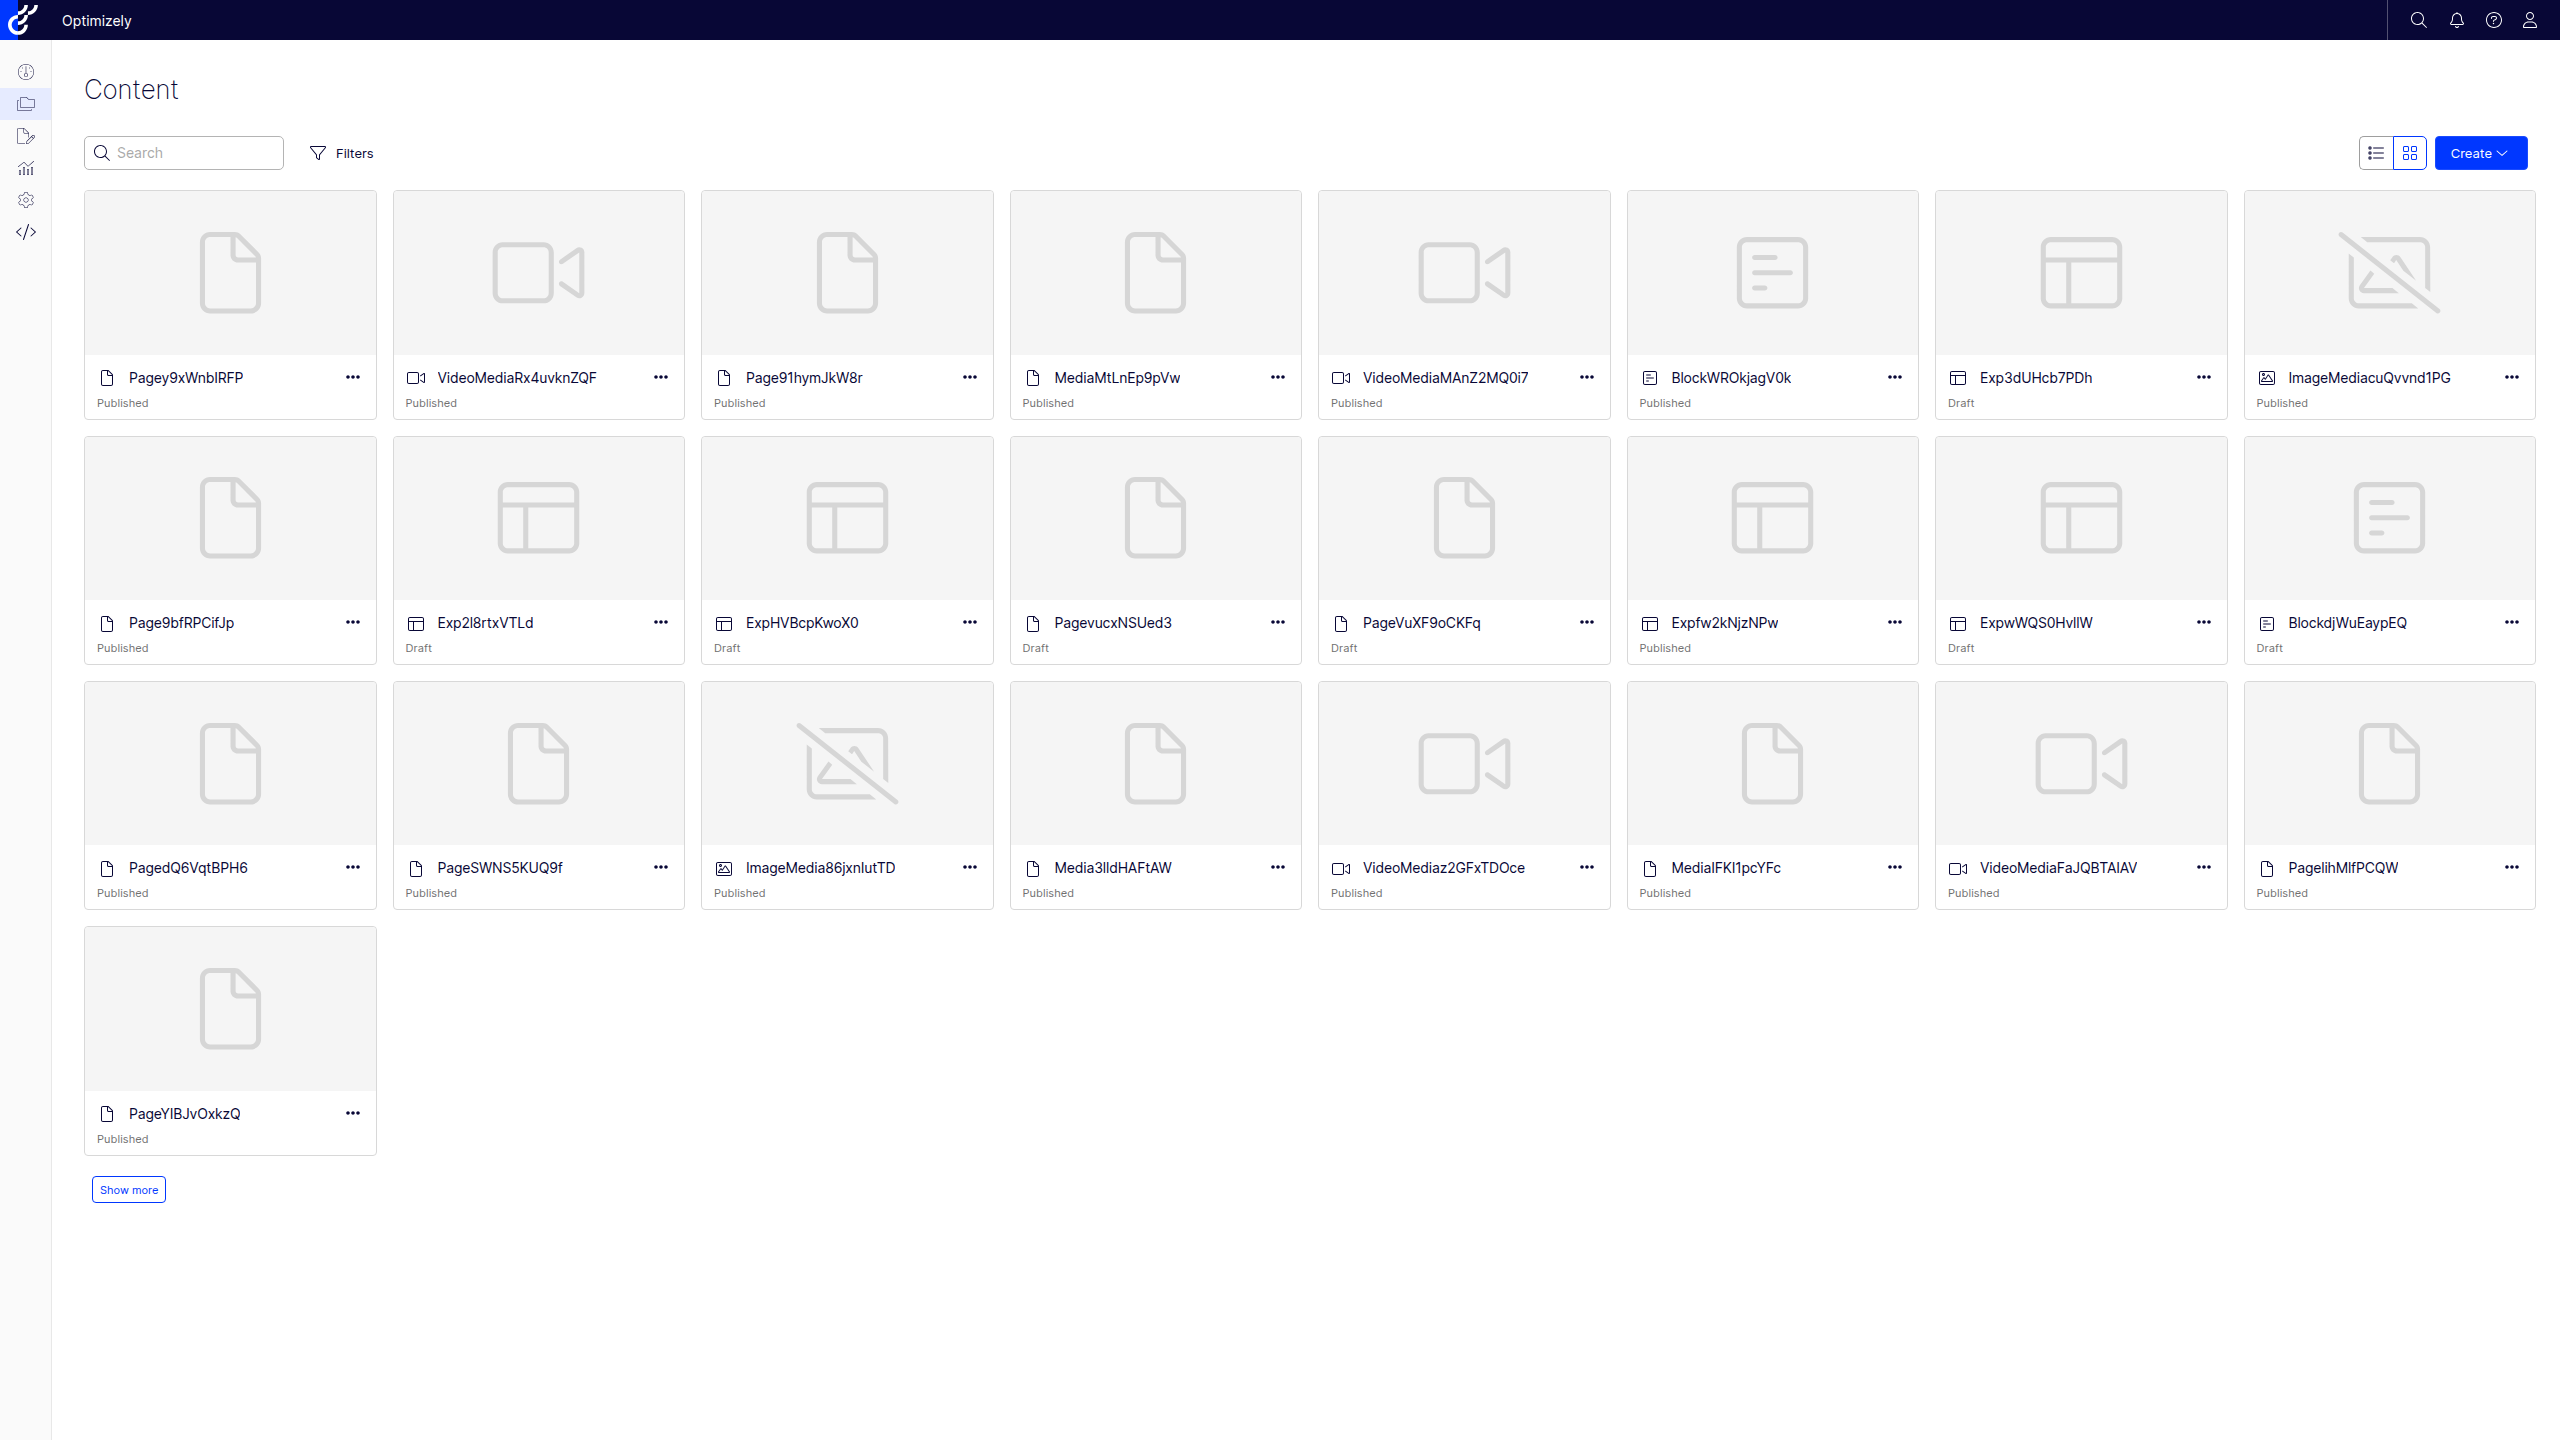 Optimizely
Content
Search
Filters
Create
Pagey9xWnblRFP
Published
VideoMediaRx4uvknZQF
Published
Page91hymJkW8r
Published
MediaMtLnEp9pVw
Published
VideoMediaMAnZ2MQ0i7
Published
BlockWROkjagV0k
Published
Exp3dUHcb7PDh
Draft
ImageMediacuQvvnd1PG
Published
Page9bfRPCifJp
Published
Exp2I8rtxVTLd
Draft
ExpHVBcpKwoX0
Draft
PagevucxNSUed3
Draft
PageVuXF9oCKFq
Draft
Expfw2kNjzNPw
Published
ExpwWQS0HvlIW
Draft
BlockdjWuEaypEQ
Draft
PagedQ6VqtBPH6
Published
PageSWNS5KUQ9f
Published
ImageMedia86jxnlutTD
Published
Media3lldHAFtAW
Published
VideoMediaz2GFxTDOce
Published
MediaIFKI1pcYFc
Published
VideoMediaFaJQBTAIAV
Published
PagelihMlfPCQW
Published
PageYIBJvOxkzQ
Published
Show more